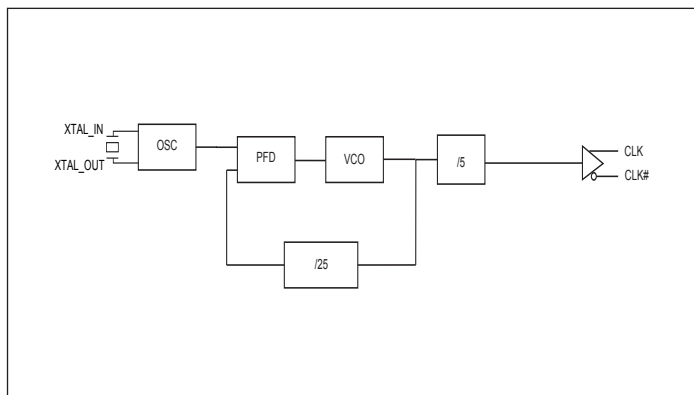 XTAL_IN
OSC
XTAL_OUT
PFD
VCO
/5
CLK
CLK#
/25